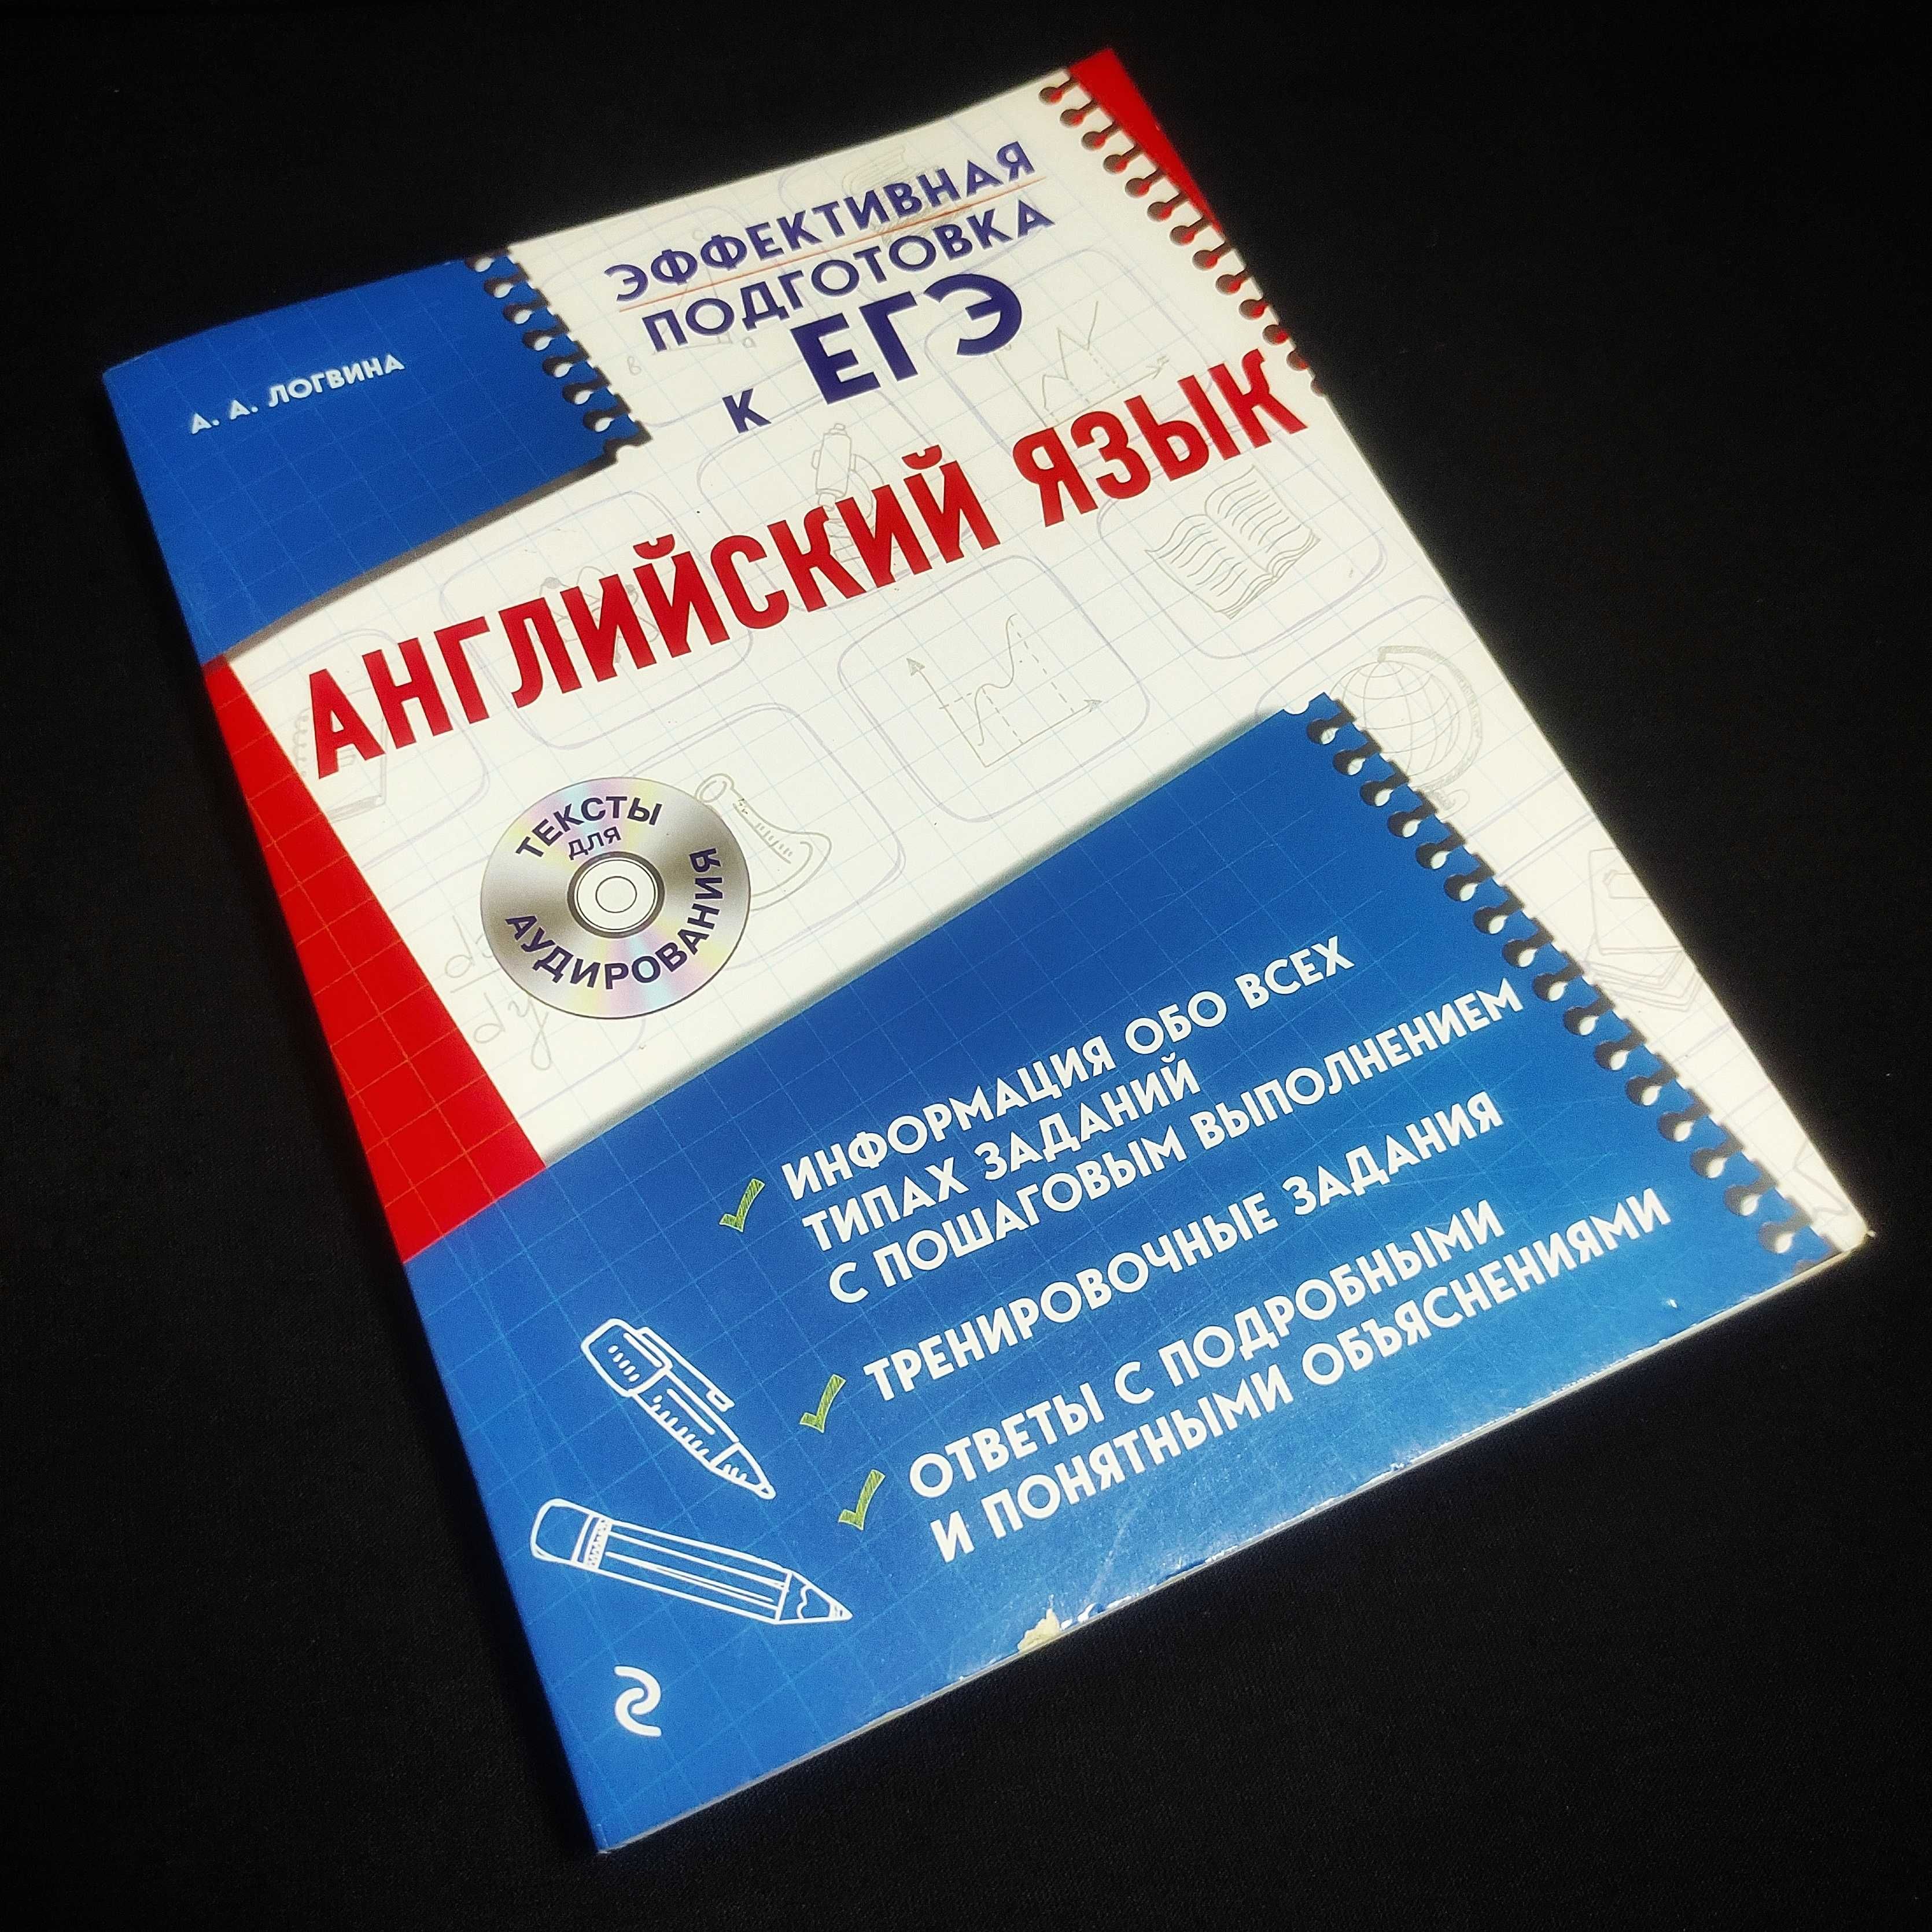 А. А. ЛОГВИНА
ЭФФЕКТИВНАЯ
ПОДГОТОВКА
К ЕГЭ
АНГЛИЙСКИЙ ЯЗЫК
ТЕКСТЫ
ДЛЯ
АУДИРОВАНИЯ
ИНФОРМАЦИЯ ОБО ВСЕХ
ТИПАХ ЗАДАНИЙ
С ПОШАГОВЫМ ВЫПОЛНЕНИЕМ
ТРЕНИРОВОЧНЫЕ ЗАДАНИЯ
ОТВЕТЫ С ПОДРОБНЫМИ
И ПОНЯТНЫМИ ОБЪЯСНЕНИЯМИ